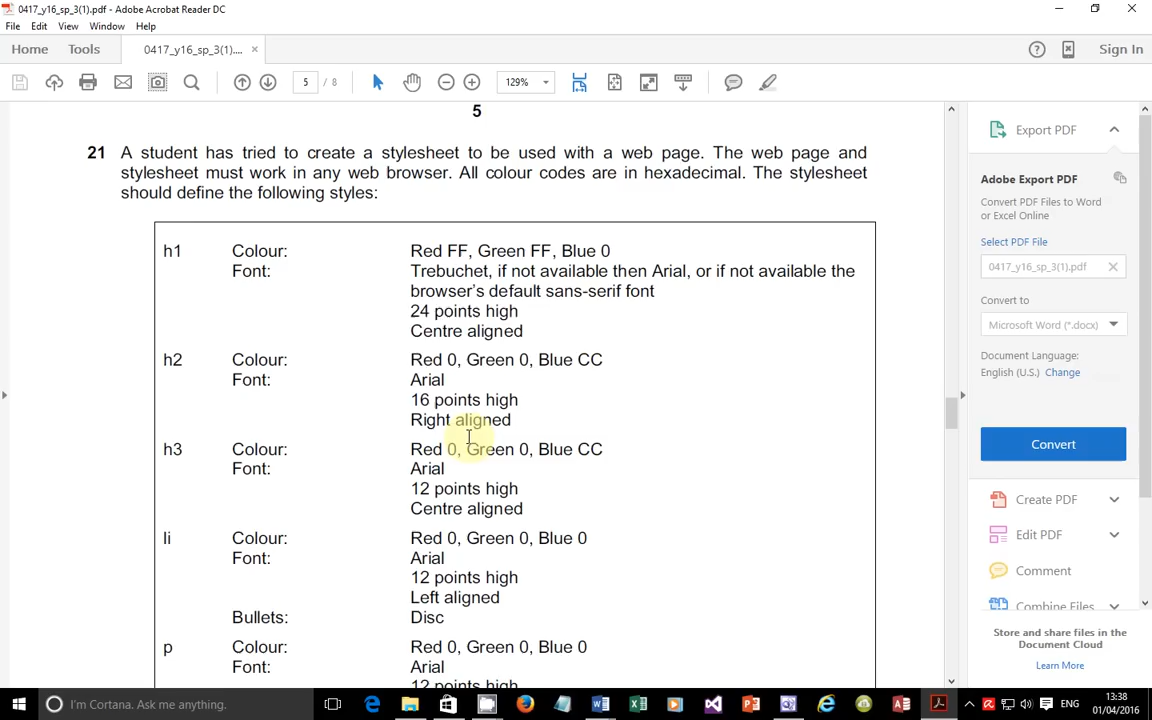 0417_y16_sp_3(1).pdf - Adobe Acrobat Reader DC
File Edit View Window Help
Home Tools 0417_y16_sp_3(1).... × Sign In
5 / 8 129%
5
21 A student has tried to create a stylesheet to be used with a web page. The web page and
stylesheet must work in any web browser. All colour codes are in hexadecimal. The stylesheet
should define the following styles:
h1 Colour: Red FF, Green FF, Blue 0
Font: Trebuchet, if not available then Arial, or if not available the
browser's default sans-serif font
24 points high
Centre aligned
h2 Colour: Red 0, Green 0, Blue CC
Font: Arial
16 points high
Right aligned
h3 Colour: Red 0, Green 0, Blue CC
Font: Arial
12 points high
Centre aligned
li Colour: Red 0, Green 0, Blue 0
Font: Arial
12 points high
Left aligned
Bullets: Disc
p Colour: Red 0, Green 0, Blue 0
Font: Arial
12 points high
Export PDF
Adobe Export PDF
Convert PDF Files to Word
or Excel Online
Select PDF File
0417_y16_sp_3(1).pdf
Convert to
Microsoft Word (*.docx)
Document Language:
English (U.S.) Change
Convert
Create PDF
Edit PDF
Comment
Combine Files
Store and share files in the
Document Cloud
Learn More
I'm Cortana. Ask me anything.
ENG
13:38
01/04/2016